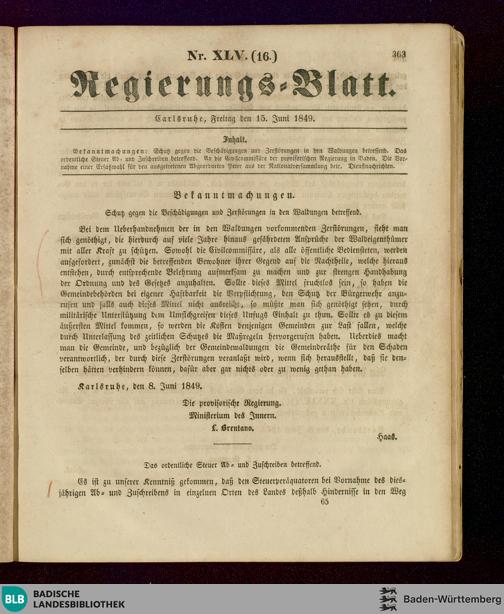 Nr. XLV. (16.)
363
Regierungs-Blatt.
Carlsruhe, Freitag den 15. Juni 1849.
Inhalt.
Bekanntmachungen: Schutz gegen die Beschädigungen und Zerstörungen in den Waldungen betreffend. Das
ordentliche Steuer Ab- und Zuschreiben betreffend. An die Civilcommissäre der provisorischen Regierung in Baden. Die Vor-
nahme einer Ersatzwahl für den ausgetretenen Abgeordneten Peter aus der Nationalversammlung betr. Dienstnachrichten.
Bekanntmachungen.
Schutz gegen die Beschädigungen und Zerstörungen in den Waldungen betreffend.
Bei dem Ueberhandnehmen der in den Waldungen vorkommenden Zerstörungen, sieht man
sich genöthigt, die hierdurch auf viele Jahre hinaus gefährdeten Ansprüche der Waldeigenthümer
mit aller Kraft zu schützen. Sowohl die Civilcommissäre, als alle öffentliche Bediensteten, werden
aufgefordert, zunächst die betreffenden Bewohner ihrer Gegend auf die Nachtheile, welche hieraus
entstehen, durch entsprechende Belehrung aufmerksam zu machen und zur strengen Handhabung
der Ordnung und des Gesetzes anzuhalten. Sollte dieses Mittel fruchtlos sein, so haben die
Gemeindebehörden bei eigener Haftbarkeit die Verpflichtung, den Schutz der Bürgerwehr anzu-
rufen und falls auch dieses Mittel nicht ausreicht, so müßte man sich genöthigt sehen, durch
militärische Unterstützung dem Umsichgreifen dieses Unfugs Einhalt zu thun. Sollte es zu diesem
äußersten Mittel kommen, so werden die Kosten denjenigen Gemeinden zur Last fallen, welche
durch Unterlassung des zeitlichen Schutzes die Maßregeln hervorgerufen haben. Ueberdies macht
man die Gemeinde, und bezüglich der Gemeindewaldungen die Gemeinderäthe für den Schaden
verantwortlich, der durch diese Zerstörungen veranlaßt wird, wenn sich herausstellt, daß sie den-
selben hätten verhindern können, dafür aber gar nichts oder zu wenig gethan haben.
Karlsruhe, den 8. Juni 1849.
Die provisorische Regierung.
Ministerium des Innern.
L. Brentano.
Haas.
Das ordentliche Steuer Ab- und Zuschreiben betreffend.
Es ist zu unserer Kenntniß gekommen, daß den Steuerperäquatoren bei Vornahme des dies-
jährigen Ab- und Zuschreibens in einzelnen Orten des Landes deßhalb Hindernisse in den Weg
65
BLB BADISCHE
LANDESBIBLIOTHEK
Baden-Württemberg